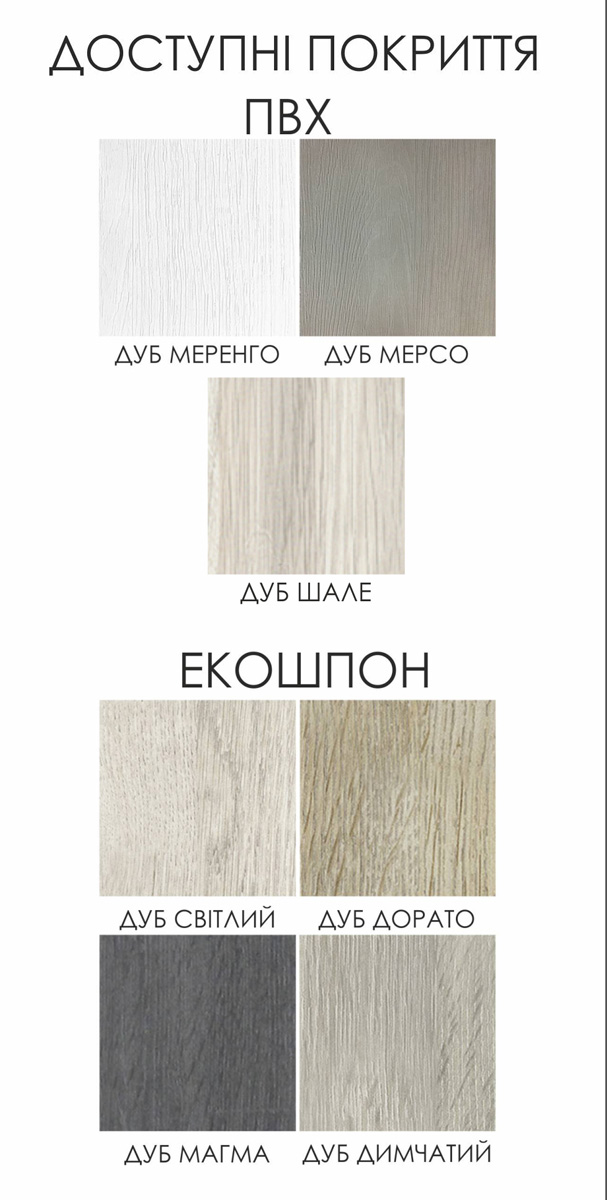 ДОСТУПНІ ПОКРИТТЯ
ПВХ
ДУБ МЕРЕНГО ДУБ МЕРСО
ДУБ ШАЛЕ
ЕКОШПОН
ДУБ СВІТЛИЙ ДУБ ДОРАТО
ДУБ МАГМА ДУБ ДИМЧАТИЙ